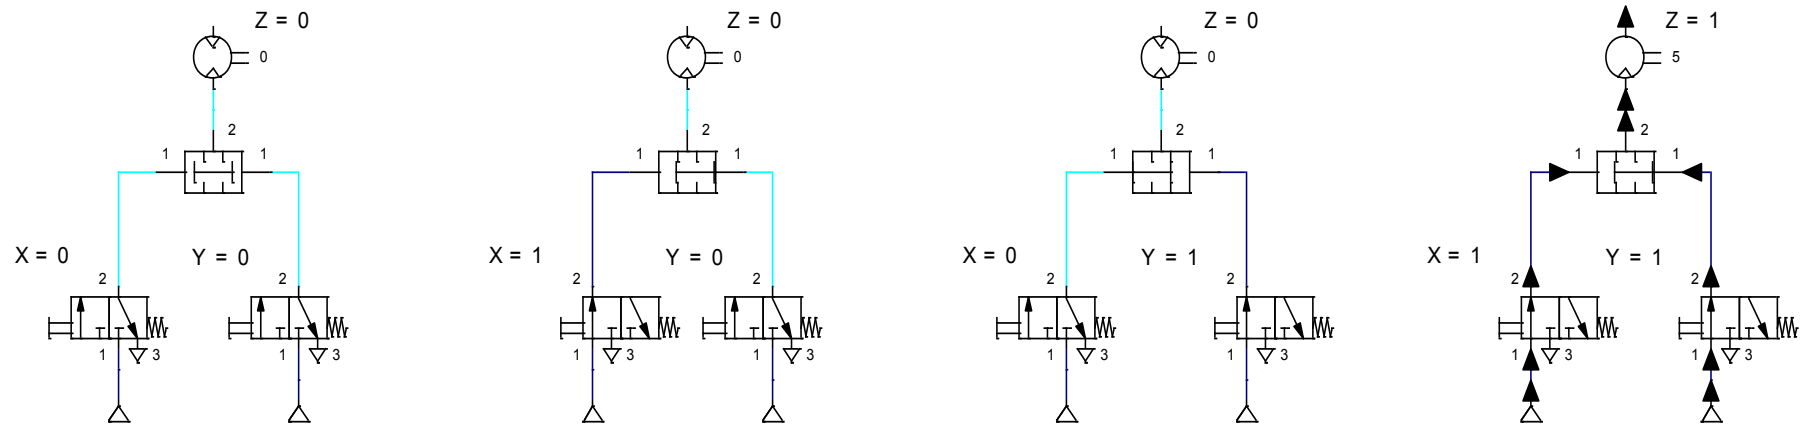 Z = 0
0
2
1 1
X = 0
Y = 0
2 2
1 3 1 3
Z = 0
0
2
1 1
X = 1
Y = 0
2 2
1 3 1 3
Z = 0
0
2
1 1
X = 0
Y = 1
2 2
1 3 1 3
Z = 1
5
2
1 1
X = 1
Y = 1
2 2
1 3 1 3